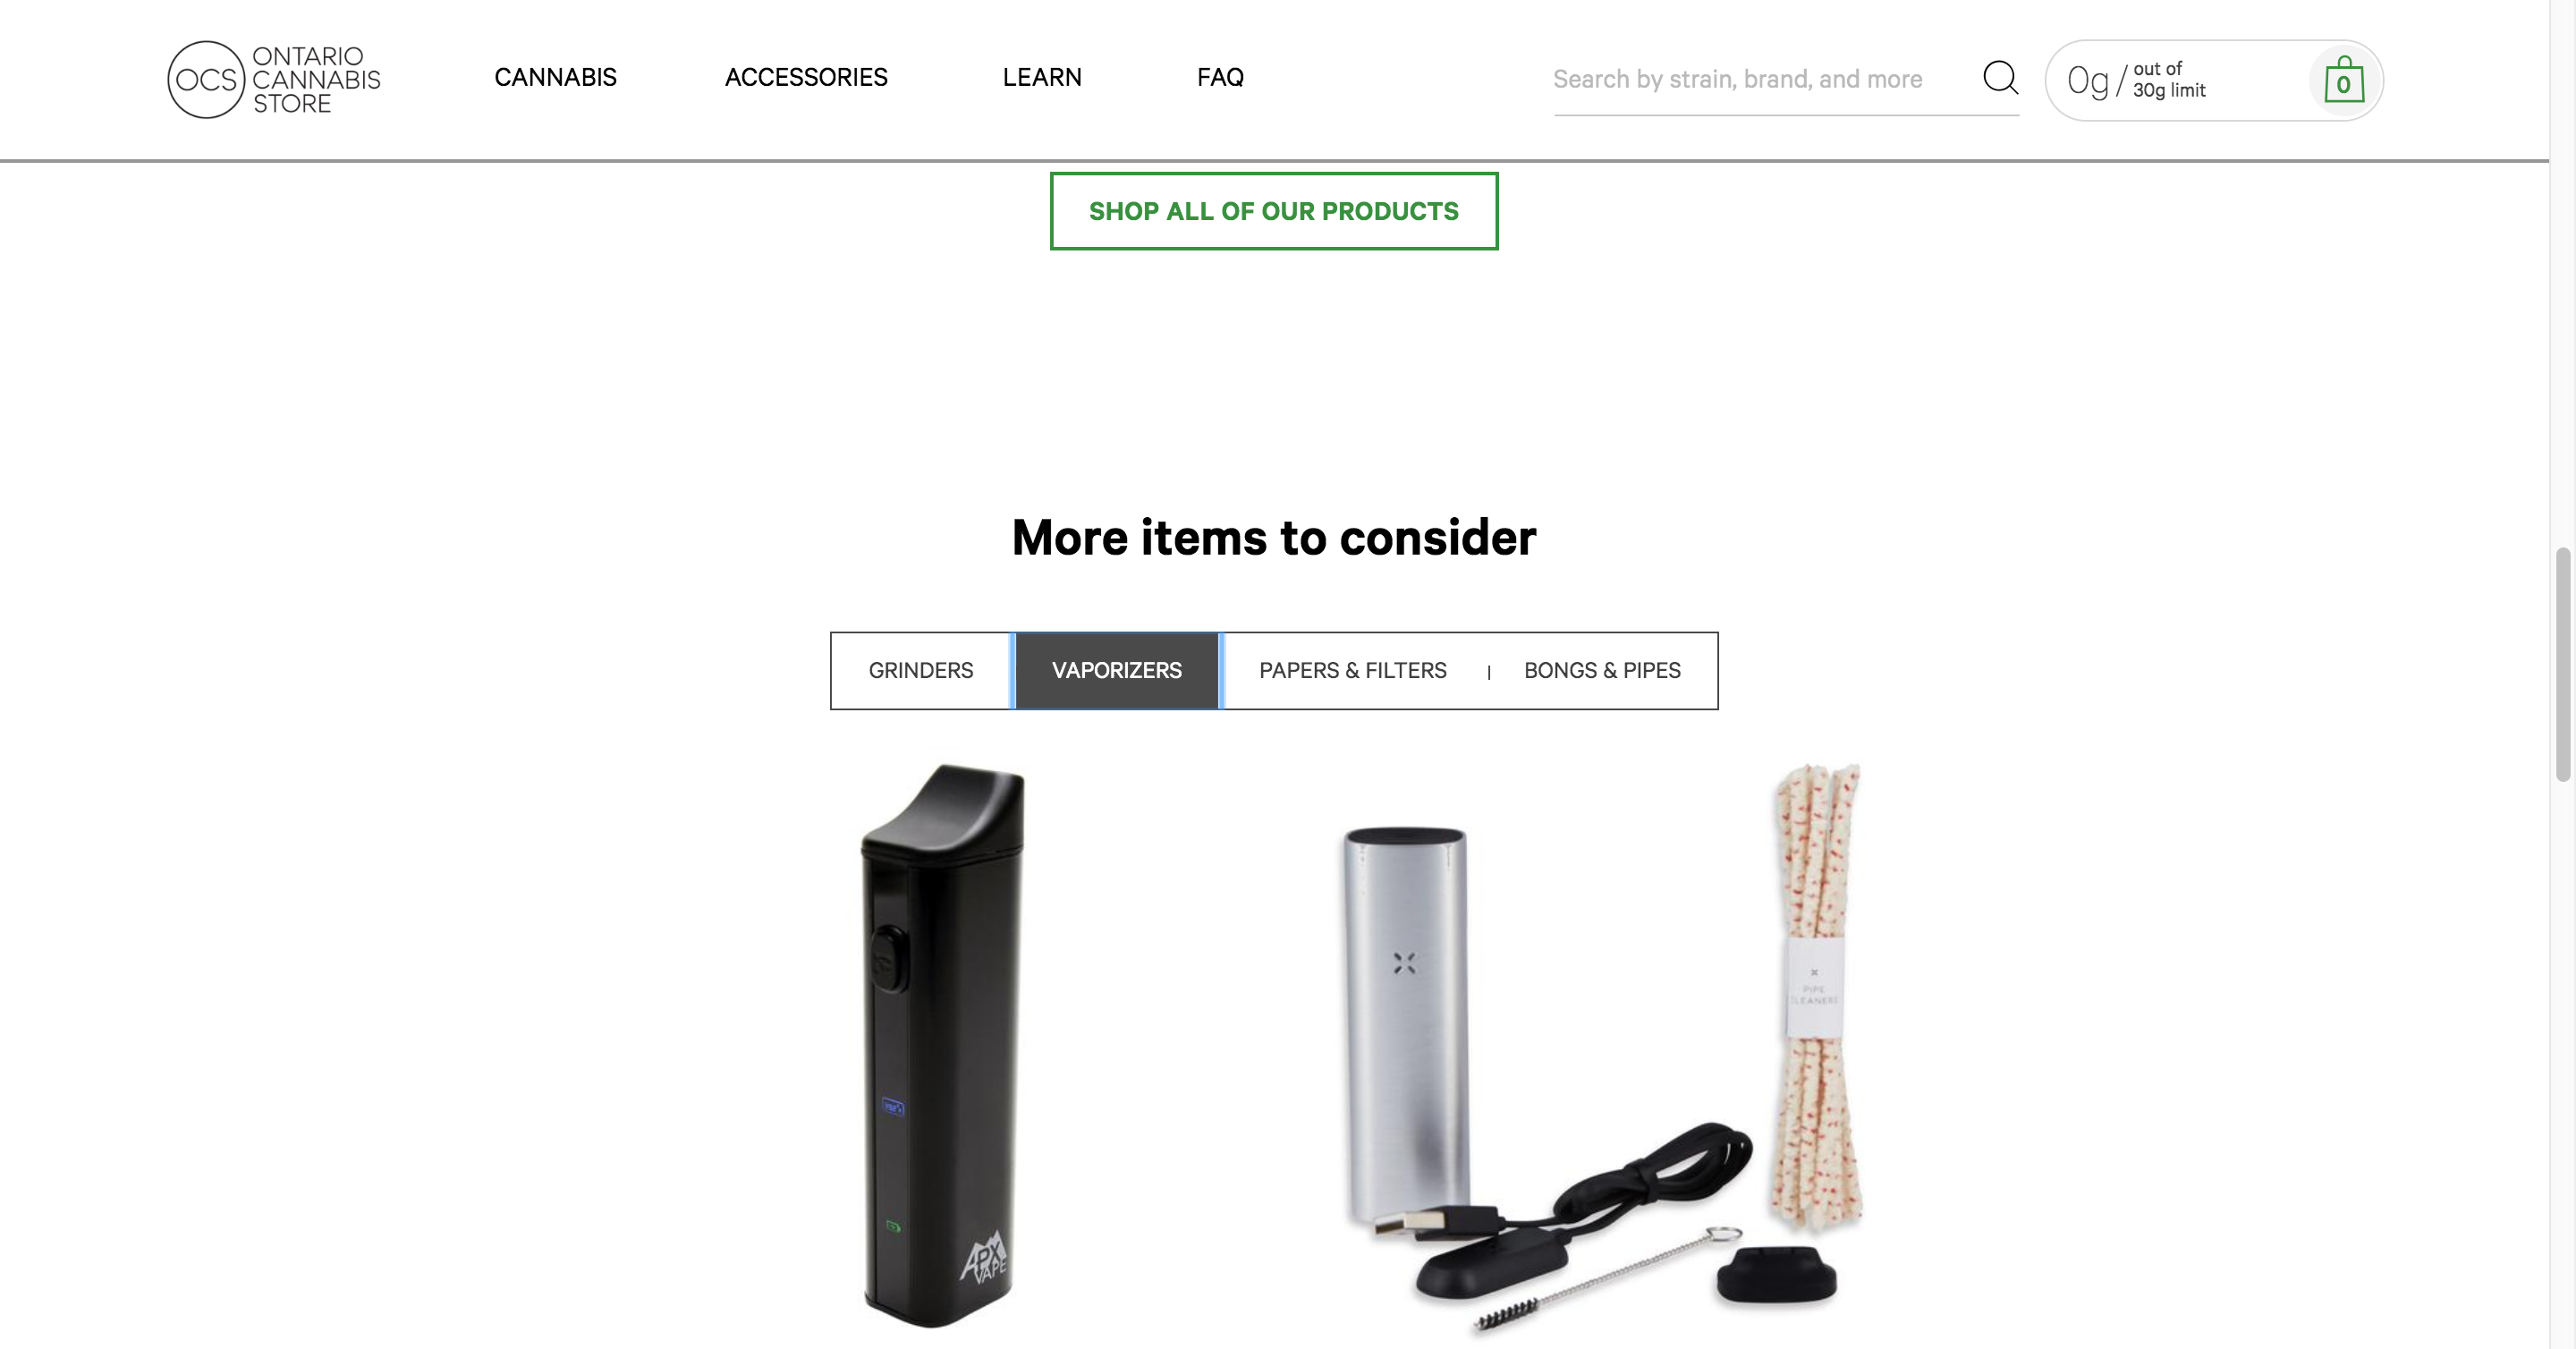 OCS
ONTARIO
CANNABIS
STORE
CANNABIS
ACCESSORIES
LEARN
FAQ
Search by strain, brand, and more
0g / out of
30g limit
0
SHOP ALL OF OUR PRODUCTS
More items to consider
GRINDERS
VAPORIZERS
PAPERS & FILTERS
BONGS & PIPES
APX
VAPE
PIPE
CLEANERS